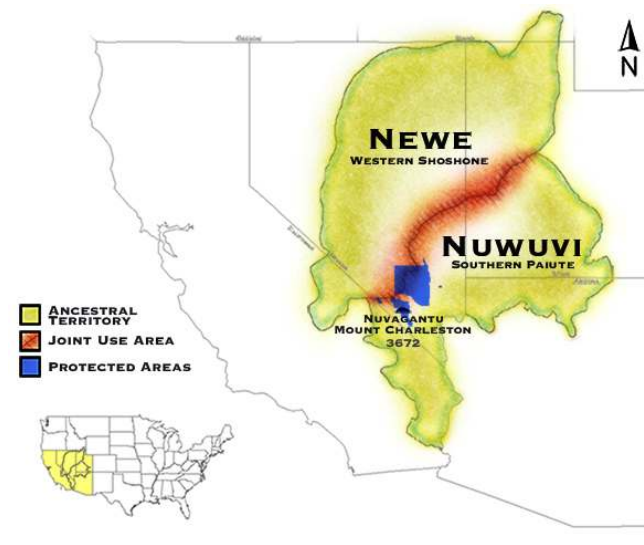 N
NEWE
WESTERN SHOSHONE
NUWUVI
SOUTHERN PAIUTE
NUVAGANTU
MOUNT CHARLESTON
3672
ANCESTRAL
TERRITORY
JOINT USE AREA
PROTECTED AREAS